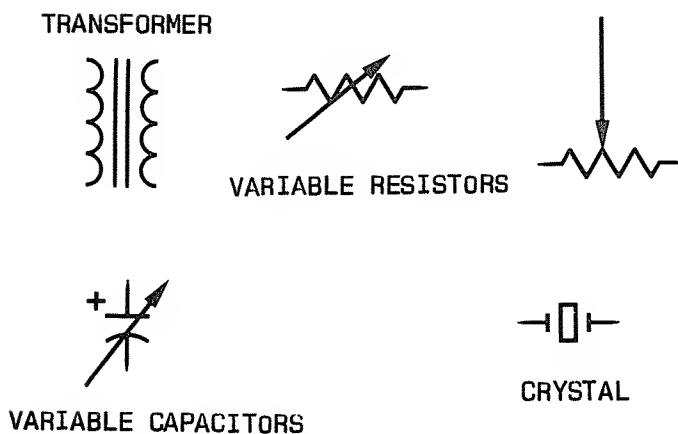 TRANSFORMER
VARIABLE RESISTORS
+
CRYSTAL
VARIABLE CAPACITORS